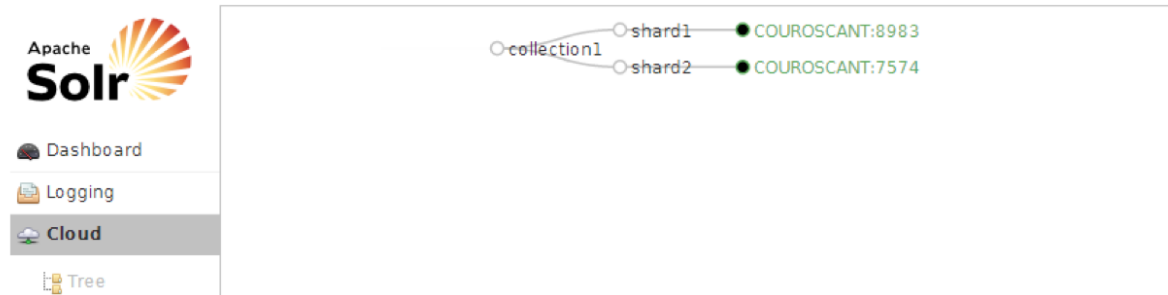 Apache
Solr
Dashboard
Logging
Cloud
Tree
collection1
shard1
COUROSCANT:8983
shard2
COUROSCANT:7574